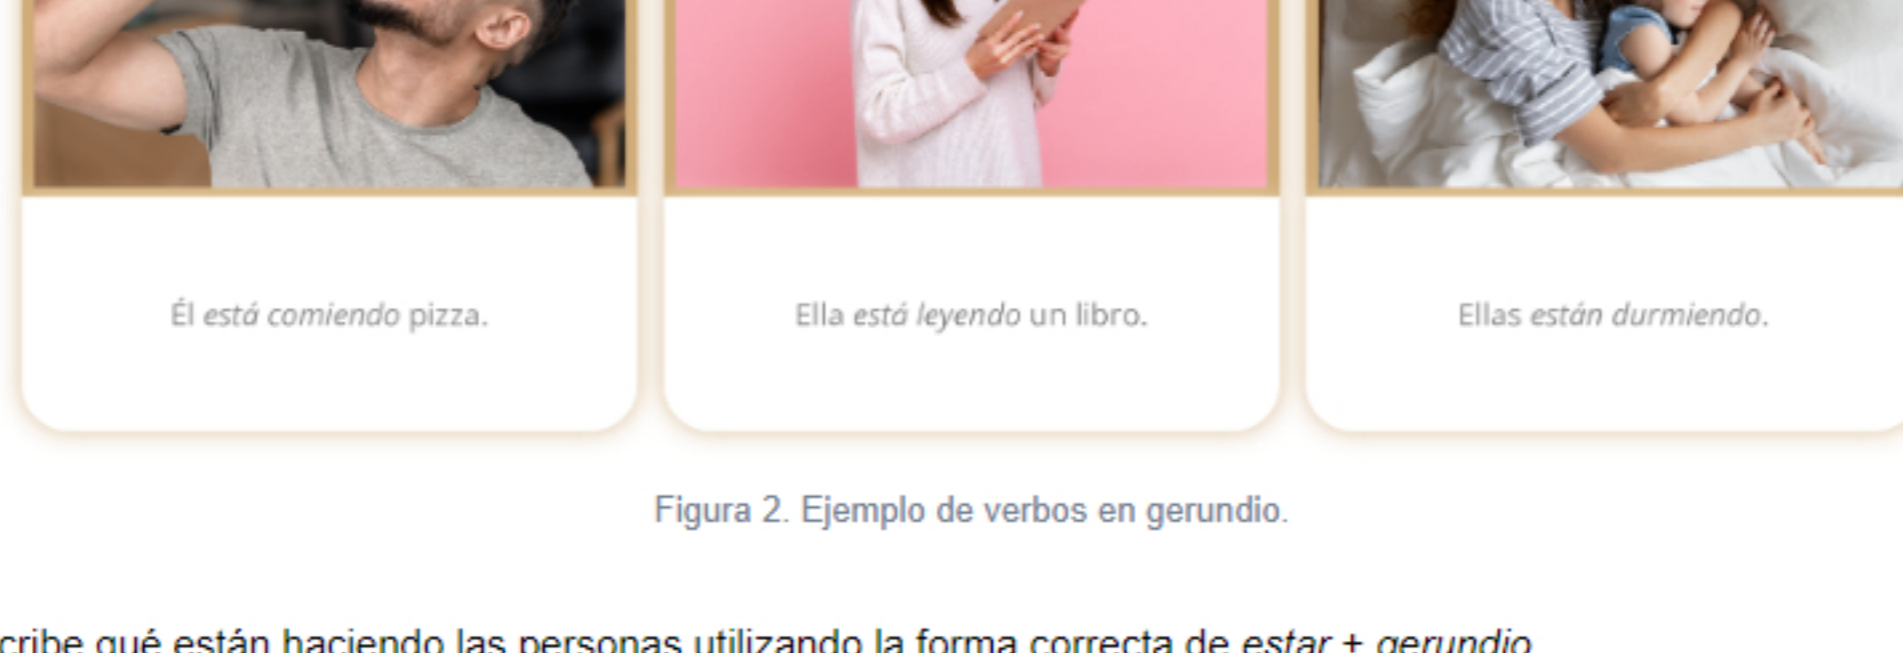 Él está comiendo pizza.
Ella está leyendo un libro.
Ellas están durmiendo.
Figura 2. Ejemplo de verbos en gerundio.
cribe qué están haciendo las personas utilizando la forma correcta de estar + gerundio